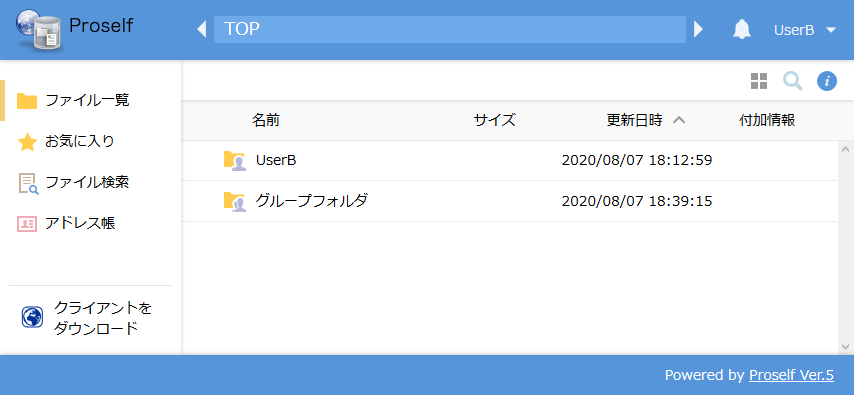 Proself
TOP
UserB
ファイル一覧
お気に入り
ファイル検索
アドレス帳
クライアントを
ダウンロード
名前 サイズ 更新日時 付加情報
UserB 2020/08/07 18:12:59
グループフォルダ 2020/08/07 18:39:15
Powered by Proself Ver.5